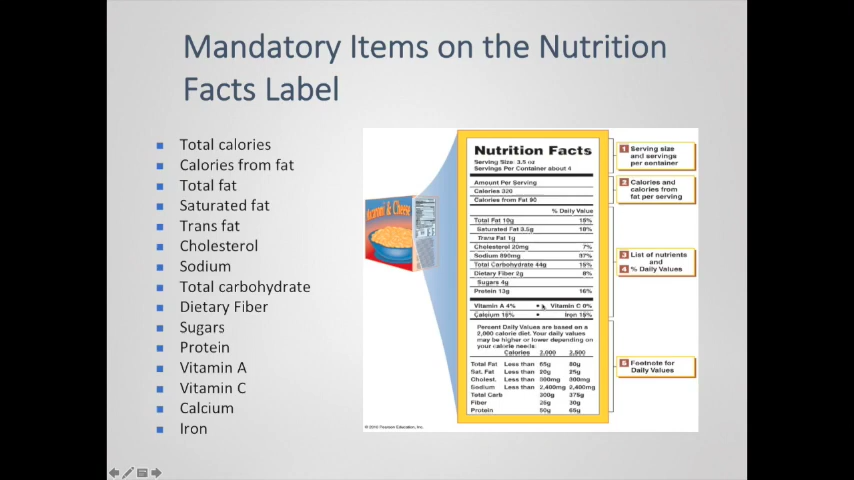 Mandatory Items on the Nutrition
Facts Label
Total calories
Calories from fat
Total fat
Saturated fat
Trans fat
Cholesterol
Sodium
Total carbohydrate
Dietary Fiber
Sugars
Protein
Vitamin A
Vitamin C
Calcium
Iron
Macaroni & Cheese
Nutrition Facts
Serving Size: 3.5 oz
Servings Per Container about 4
Amount Per Serving
Calories 320
Calories from Fat 90
% Daily Value
Total Fat 10g 15%
Saturated Fat 3.5g 18%
Trans Fat 1g
Cholesterol 20mg 7%
Sodium 890mg 37%
Total Carbohydrate 44g 15%
Dietary Fiber 2g 8%
Sugars 4g
Protein 13g 16%
Vitamin A 4% • Vitamin C 0%
Calcium 15% • Iron 15%
Percent Daily Values are based on a
2,000 calorie diet. Your daily values
may be higher or lower depending on
your calorie needs:
Calories 2,000 2,500
Total Fat Less than 65g 80g
Sat. Fat Less than 20g 25g
Cholest. Less than 300mg 300mg
Sodium Less than 2,400mg 2,400mg
Total Carb 300g 375g
Fiber 25g 30g
Protein 50g 65g
1 Serving size
and servings
per container
2 Calories and
calories from
fat per serving
3 List of nutrients
and
4 % Daily Values
5 Footnote for
Daily Values
© 2010 Pearson Education, Inc.